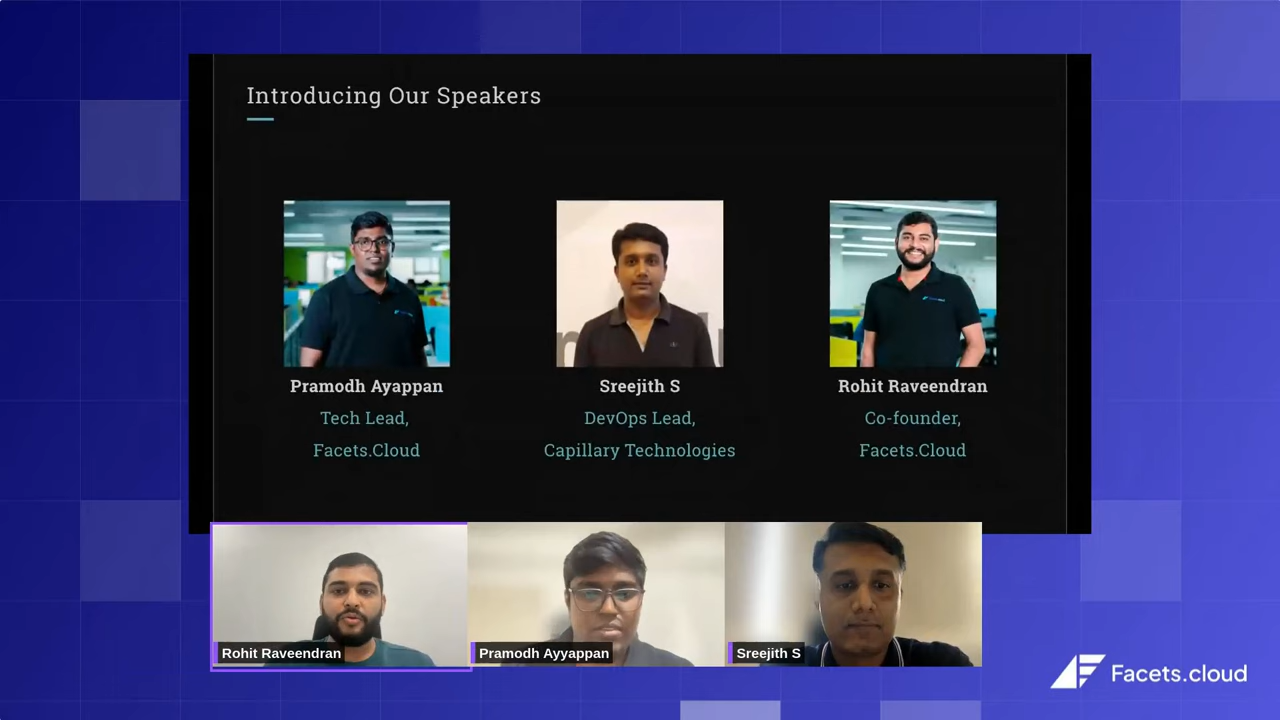 Introducing Our Speakers
Pramodh Ayappan
Tech Lead,
Facets.Cloud
Sreejith S
DevOps Lead,
Capillary Technologies
Rohit Raveendran
Co-founder,
Facets.Cloud
Rohit Raveendran
Pramodh Ayyappan
Sreejith S
Facets.cloud